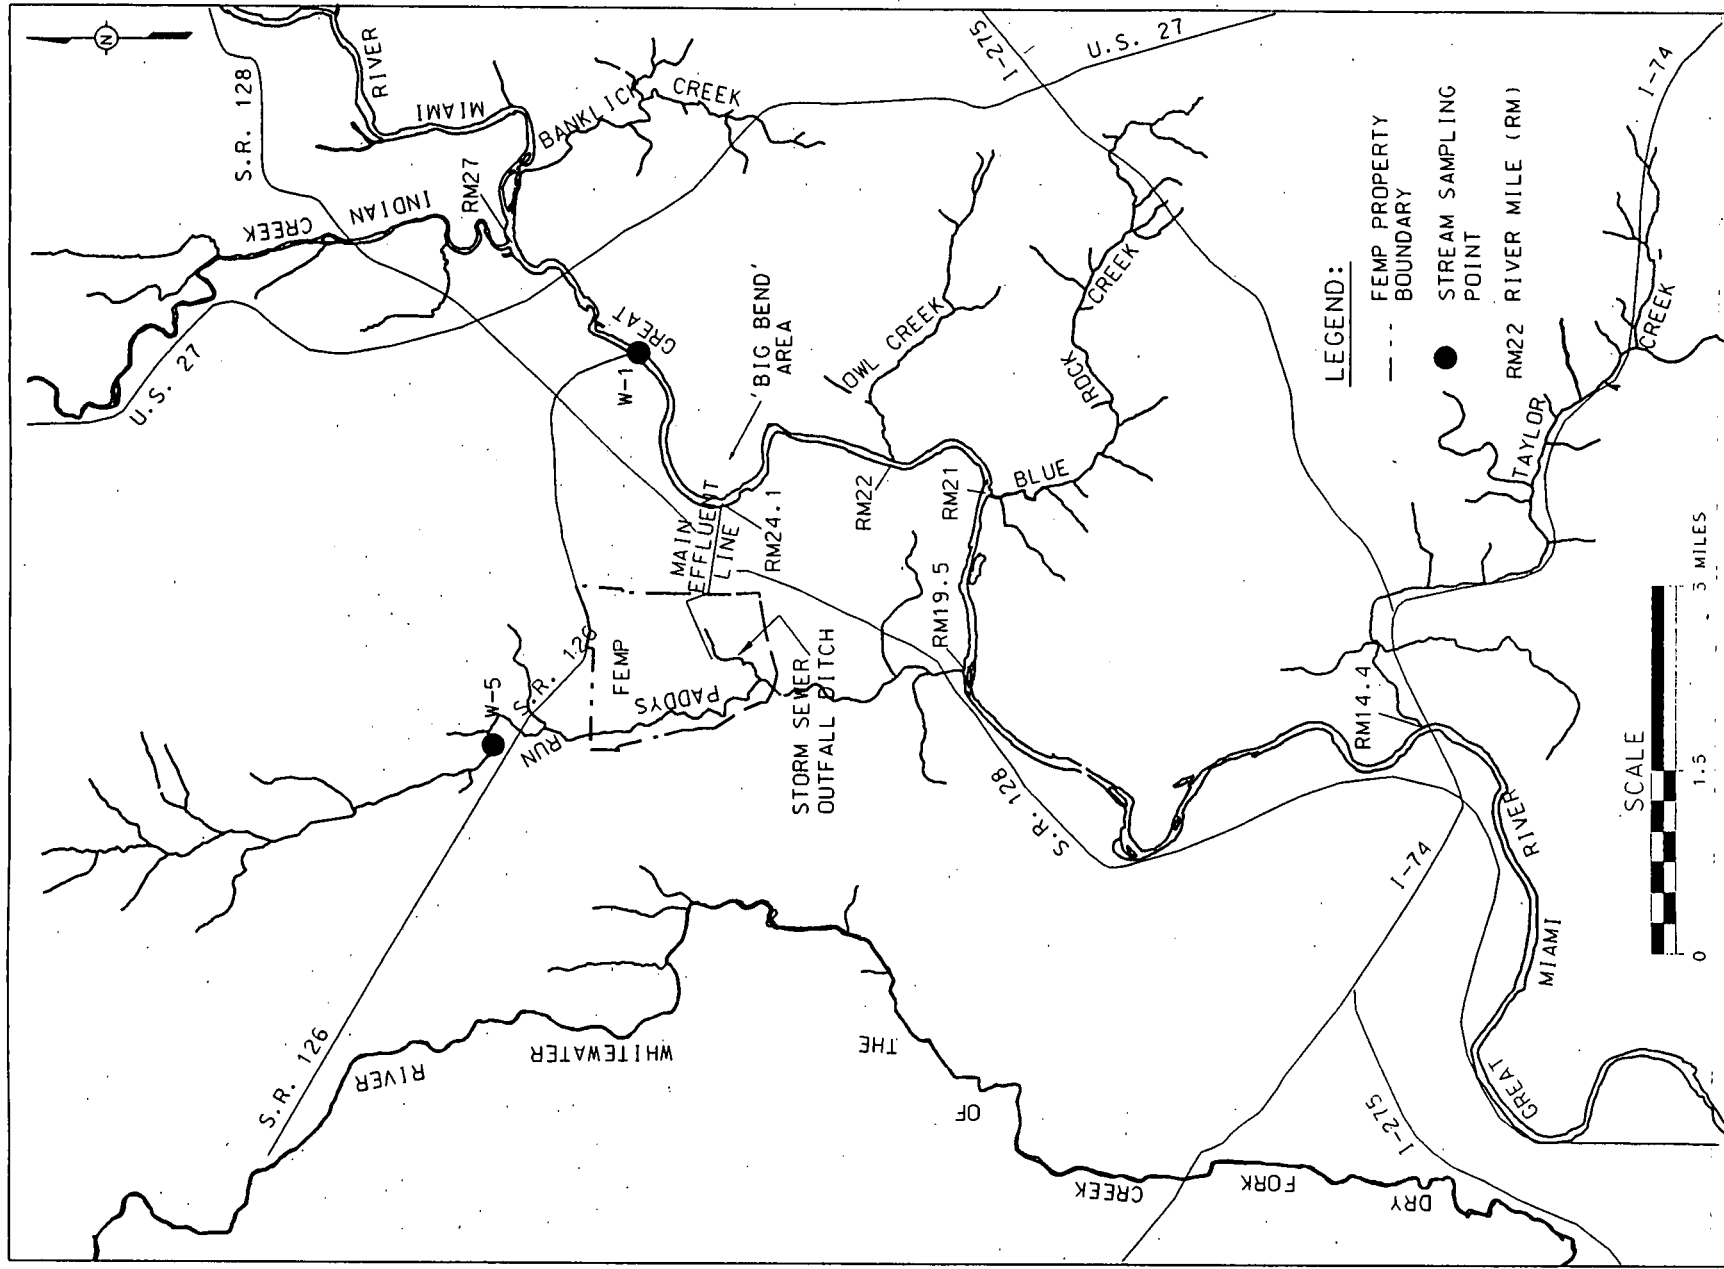 N
S.R. 128
RIVER
MIAMI
BANKLICK
CREEK
I-275
U.S. 27
I-74
INDIAN
CREEK
RM27
U.S. 27
GREAT
W-1
'BIG BEND'
AREA
OWL CREEK
ROCK
CREEK
BLUE
RM22
RM21
MAIN
EFFLUENT
LINE
RM24.1
RM19.5
S.R. 126
W-5
FEMP
PADDYS
RUN
STORM SEWER
OUTFALL DITCH
S.R. 128
RM14.4
TAYLOR
CREEK
I-74
RIVER
MIAMI
GREAT
I-275
S.R. 126
RIVER
WHITEWATER
THE
OF
CREEK
FORK
DRY
LEGEND:
FEMP PROPERTY
BOUNDARY
STREAM SAMPLING
POINT
RM22 RIVER MILE (RM)
SCALE
0 1.5 3 MILES